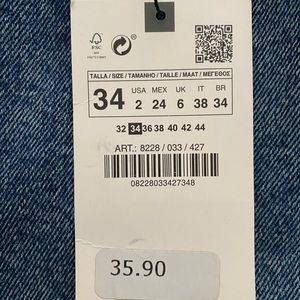 FSC
TALLA / SIZE / TAMANHO / TAILLE / MAAT / ΜΕΓΕΘΟΣ
34 USA MEX UK IT BR
2 24 6 38 34
32 34 36 38 40 42 44
ART.: 8228 / 033 / 427
08228033427348
35.90